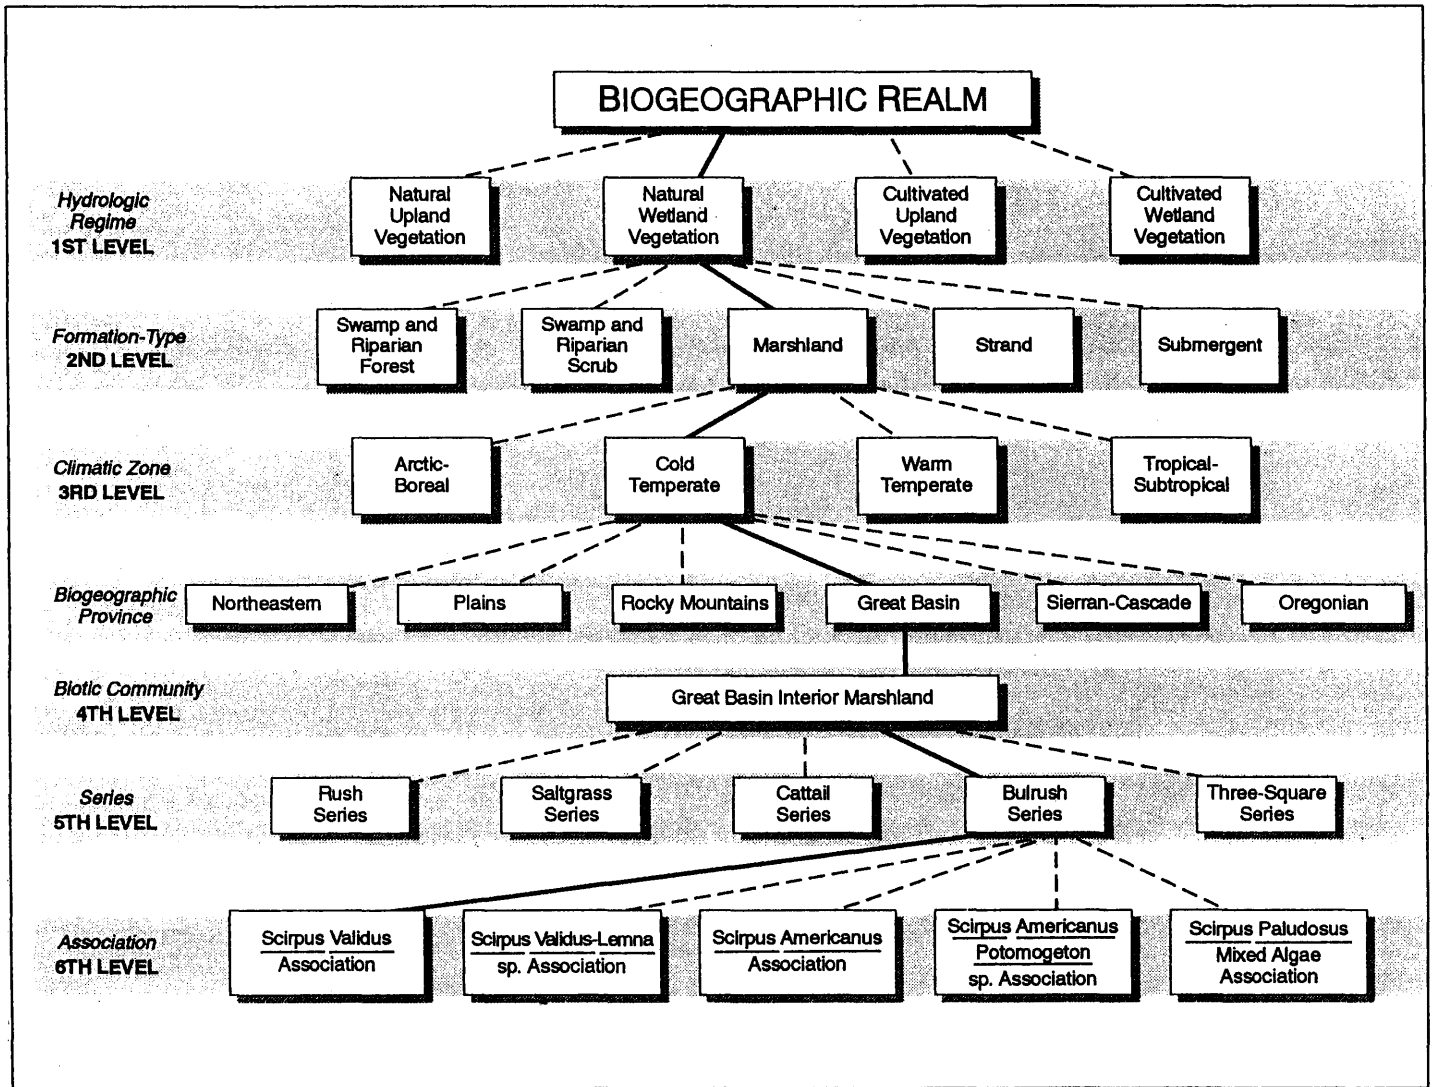 BIOGEOGRAPHIC REALM
Hydrologic
Regime
1ST LEVEL
Natural
Upland
Vegetation
Natural
Wetland
Vegetation
Cultivated
Upland
Vegetation
Cultivated
Wetland
Vegetation
Formation-Type
2ND LEVEL
Swamp and
Riparian
Forest
Swamp and
Riparian
Scrub
Marshland
Strand
Submergent
Climatic Zone
3RD LEVEL
Arctic-
Boreal
Cold
Temperate
Warm
Temperate
Tropical-
Subtropical
Biogeographic
Province
Northeastern
Plains
Rocky Mountains
Great Basin
Sierran-Cascade
Oregonian
Biotic Community
4TH LEVEL
Great Basin Interior Marshland
Series
5TH LEVEL
Rush
Series
Saltgrass
Series
Cattail
Series
Bulrush
Series
Three-Square
Series
Association
6TH LEVEL
Scirpus Validus
Association
Scirpus Validus-Lemna
sp. Association
Scirpus Americanus
Association
Scirpus Americanus
Potomogeton
sp. Association
Scirpus Paludosus
Mixed Algae
Association